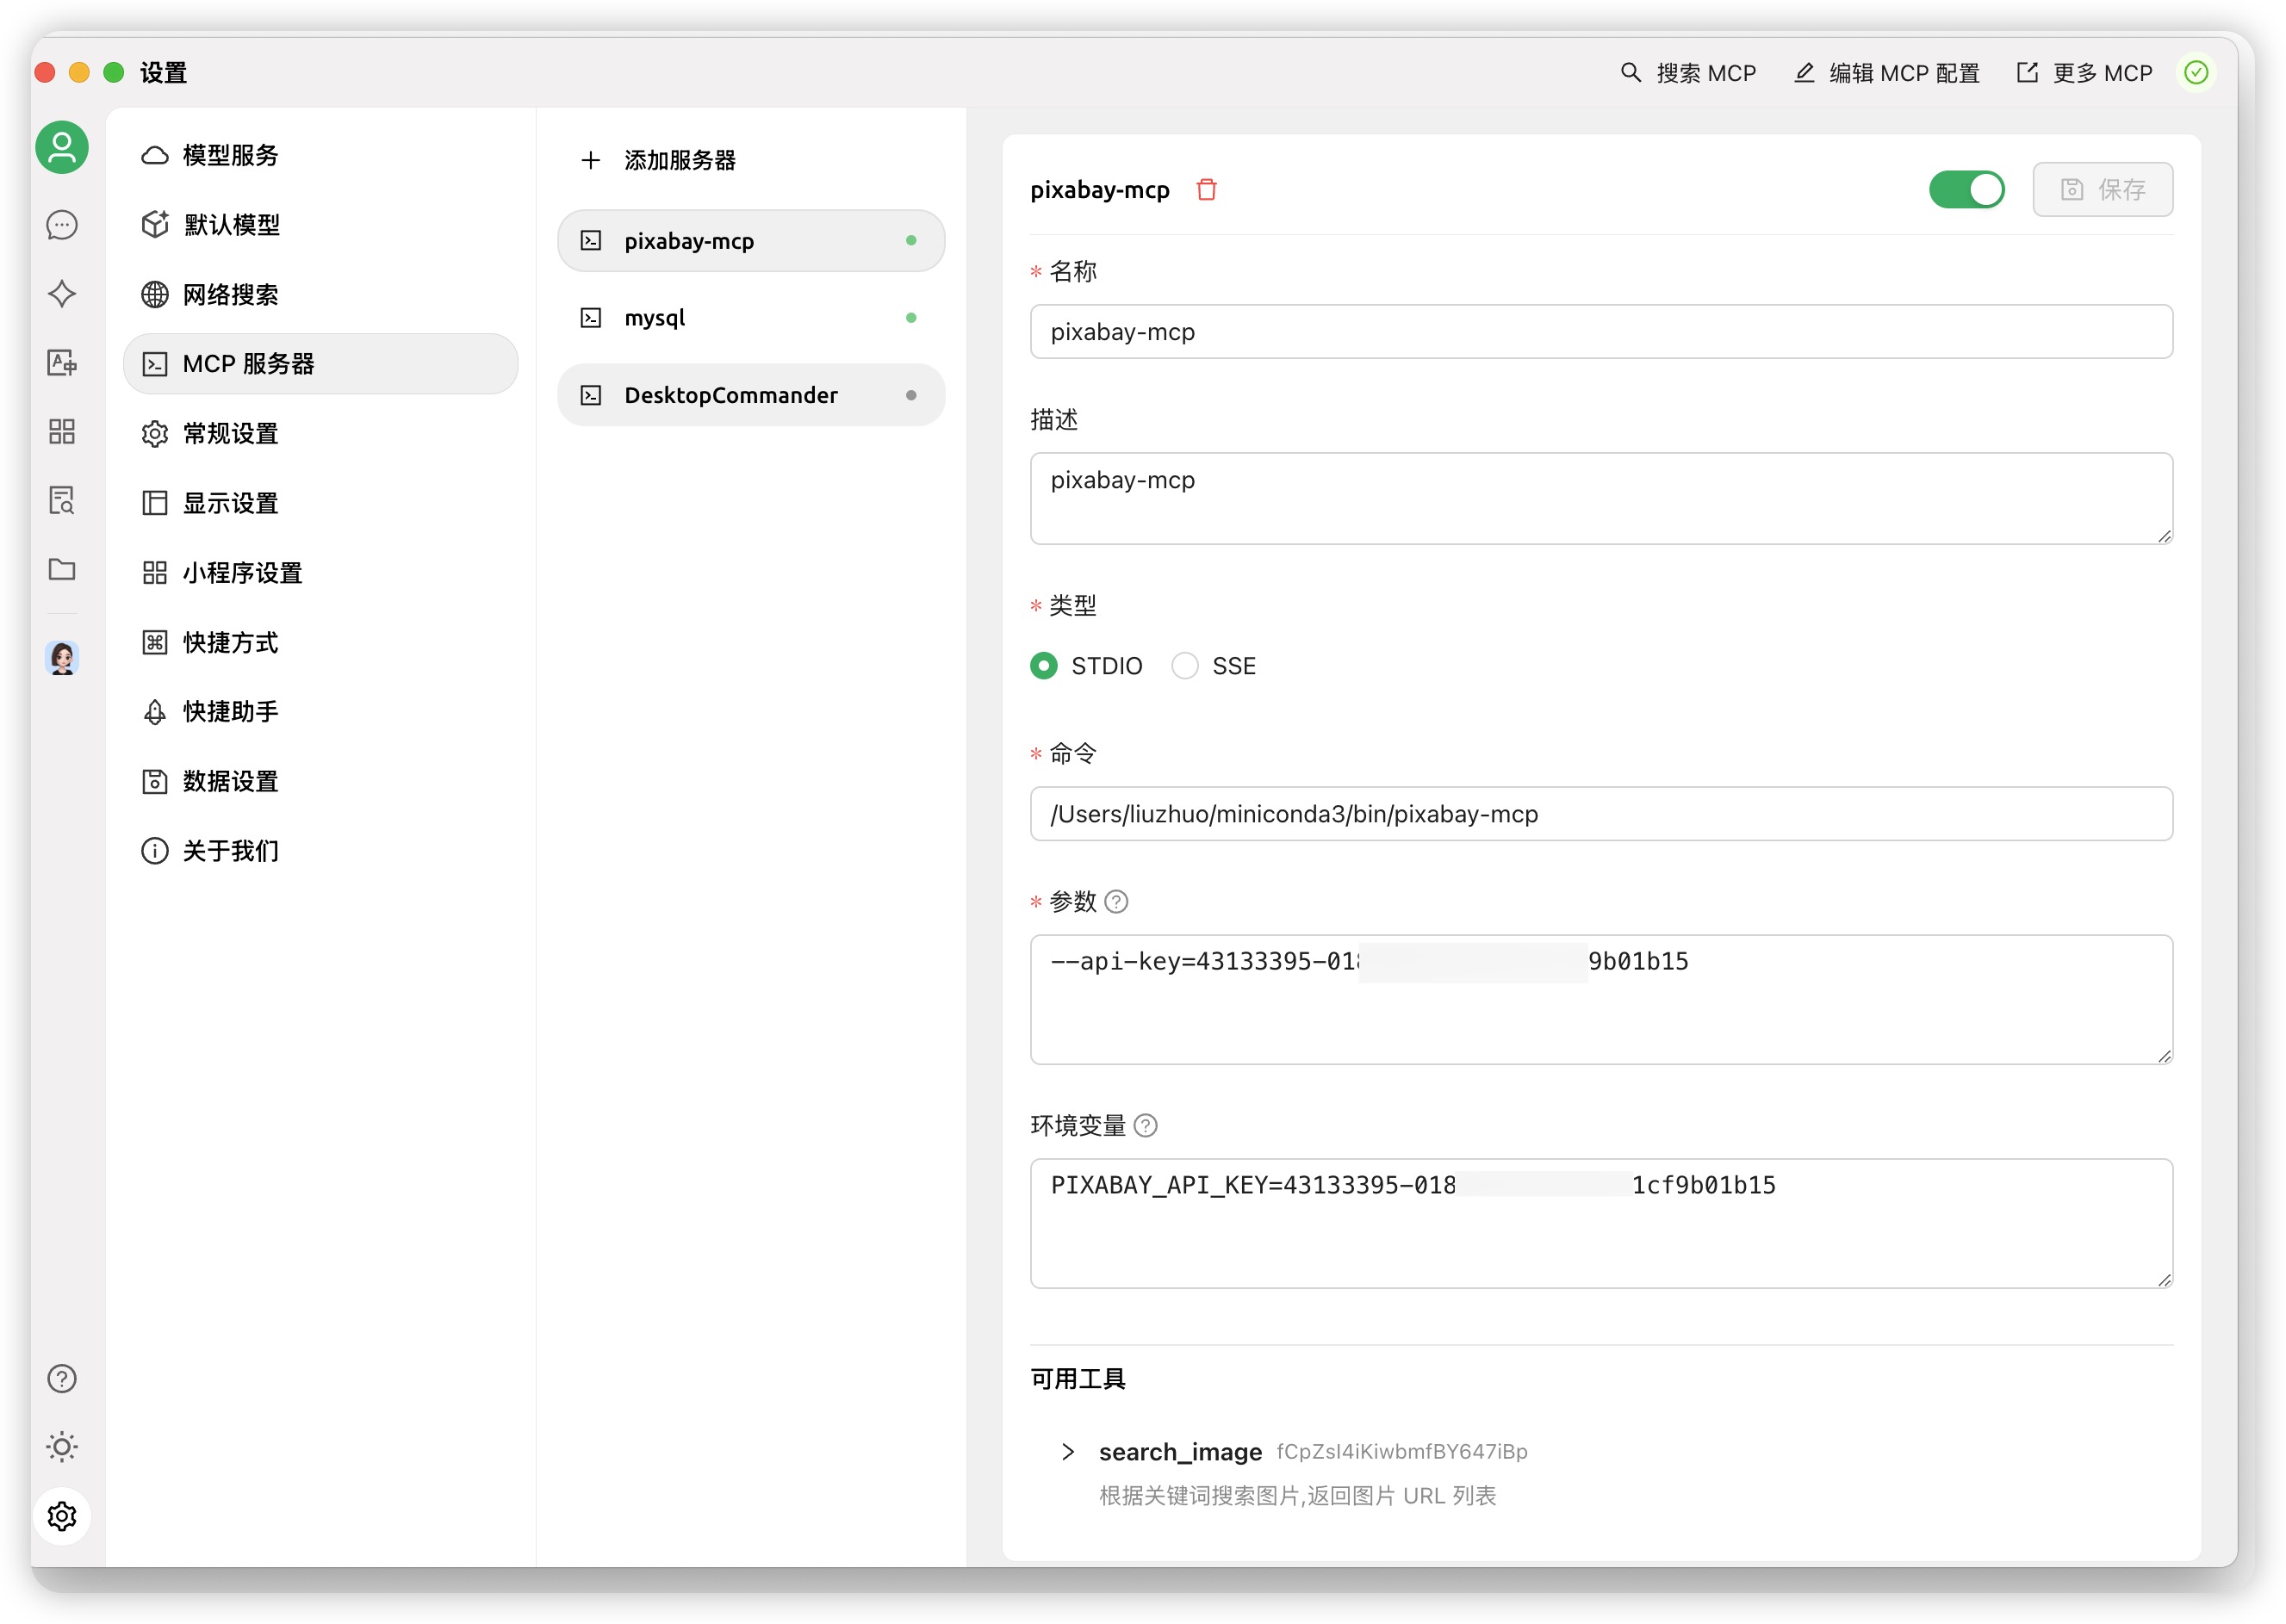 设置
搜索 MCP
编辑 MCP 配置
更多 MCP
模型服务
默认模型
网络搜索
MCP 服务器
常规设置
显示设置
小程序设置
快捷方式
快捷助手
数据设置
关于我们
添加服务器
pixabay-mcp
mysql
DesktopCommander
pixabay-mcp
保存
* 名称
pixabay-mcp
描述
pixabay-mcp
* 类型
STDIO
SSE
* 命令
/Users/liuzhuo/miniconda3/bin/pixabay-mcp
* 参数
--api-key=43133395-018 9b01b15
环境变量
PIXABAY_API_KEY=43133395-018 1cf9b01b15
可用工具
search_image fCpZsI4iKiwbmfBY647iBp
根据关键词搜索图片,返回图片 URL 列表